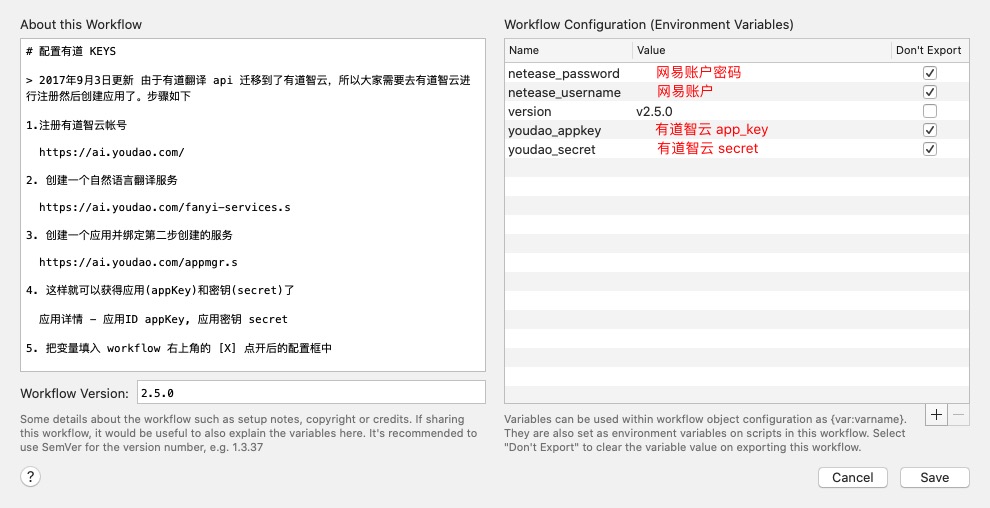 About this Workflow
# 配置有道 KEYS
> 2017年9月3日更新 由于有道翻译 api 迁移到了有道智云，所以大家需要去有道智云进
行注册然后创建应用了。步骤如下
1.注册有道智云帐号
https://ai.youdao.com/
2. 创建一个自然语言翻译服务
https://ai.youdao.com/fanyi-services.s
3. 创建一个应用并绑定第二步创建的服务
https://ai.youdao.com/appmgr.s
4. 这样就可以获得应用(appKey)和密钥(secret)了
应用详情 - 应用ID appKey, 应用密钥 secret
5. 把变量填入 workflow 右上角的 [X] 点开后的配置框中
Workflow Version: 2.5.0
Some details about the workflow such as setup notes, copyright or credits. If sharing
this workflow, it would be useful to also explain the variables here. It's recommended to
use SemVer for the version number, e.g. 1.3.37
?
Workflow Configuration (Environment Variables)
Name Value Don't Export
netease_password 网易账户密码
netease_username 网易账户
version v2.5.0
youdao_appkey 有道智云 app_key
youdao_secret 有道智云 secret
Variables can be used within workflow object configuration as {var:varname}.
They are also set as environment variables on scripts in this workflow. Select
"Don't Export" to clear the variable value on exporting this workflow.
Cancel Save